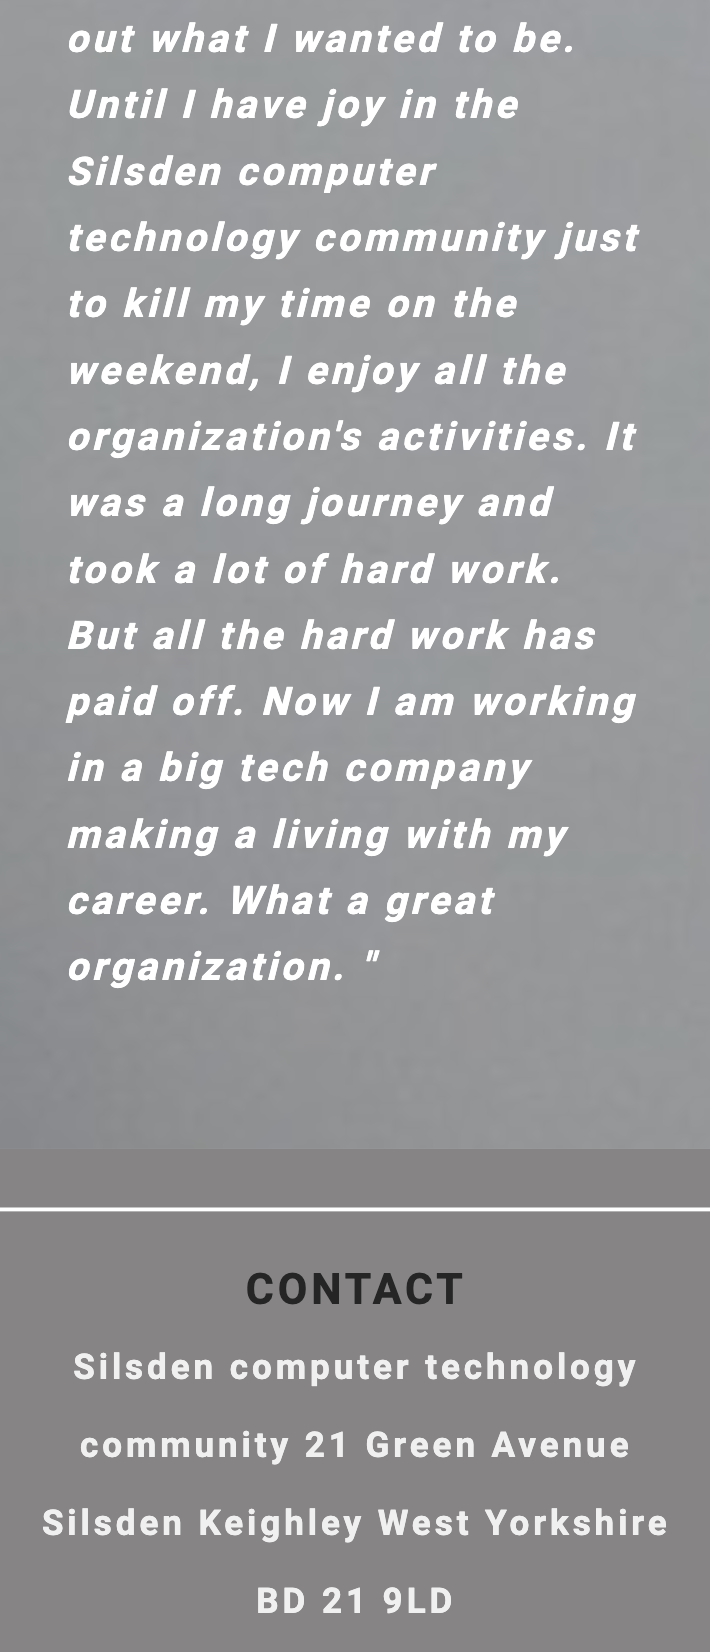 out what I wanted to be.
Until I have joy in the
Silsden computer
technology community just
to kill my time on the
weekend, I enjoy all the
organization's activities. It
was a long journey and
took a lot of hard work.
But all the hard work has
paid off. Now I am working
in a big tech company
making a living with my
career. What a great
organization. "
CONTACT
Silsden computer technology
community 21 Green Avenue
Silsden Keighley West Yorkshire
BD 21 9LD